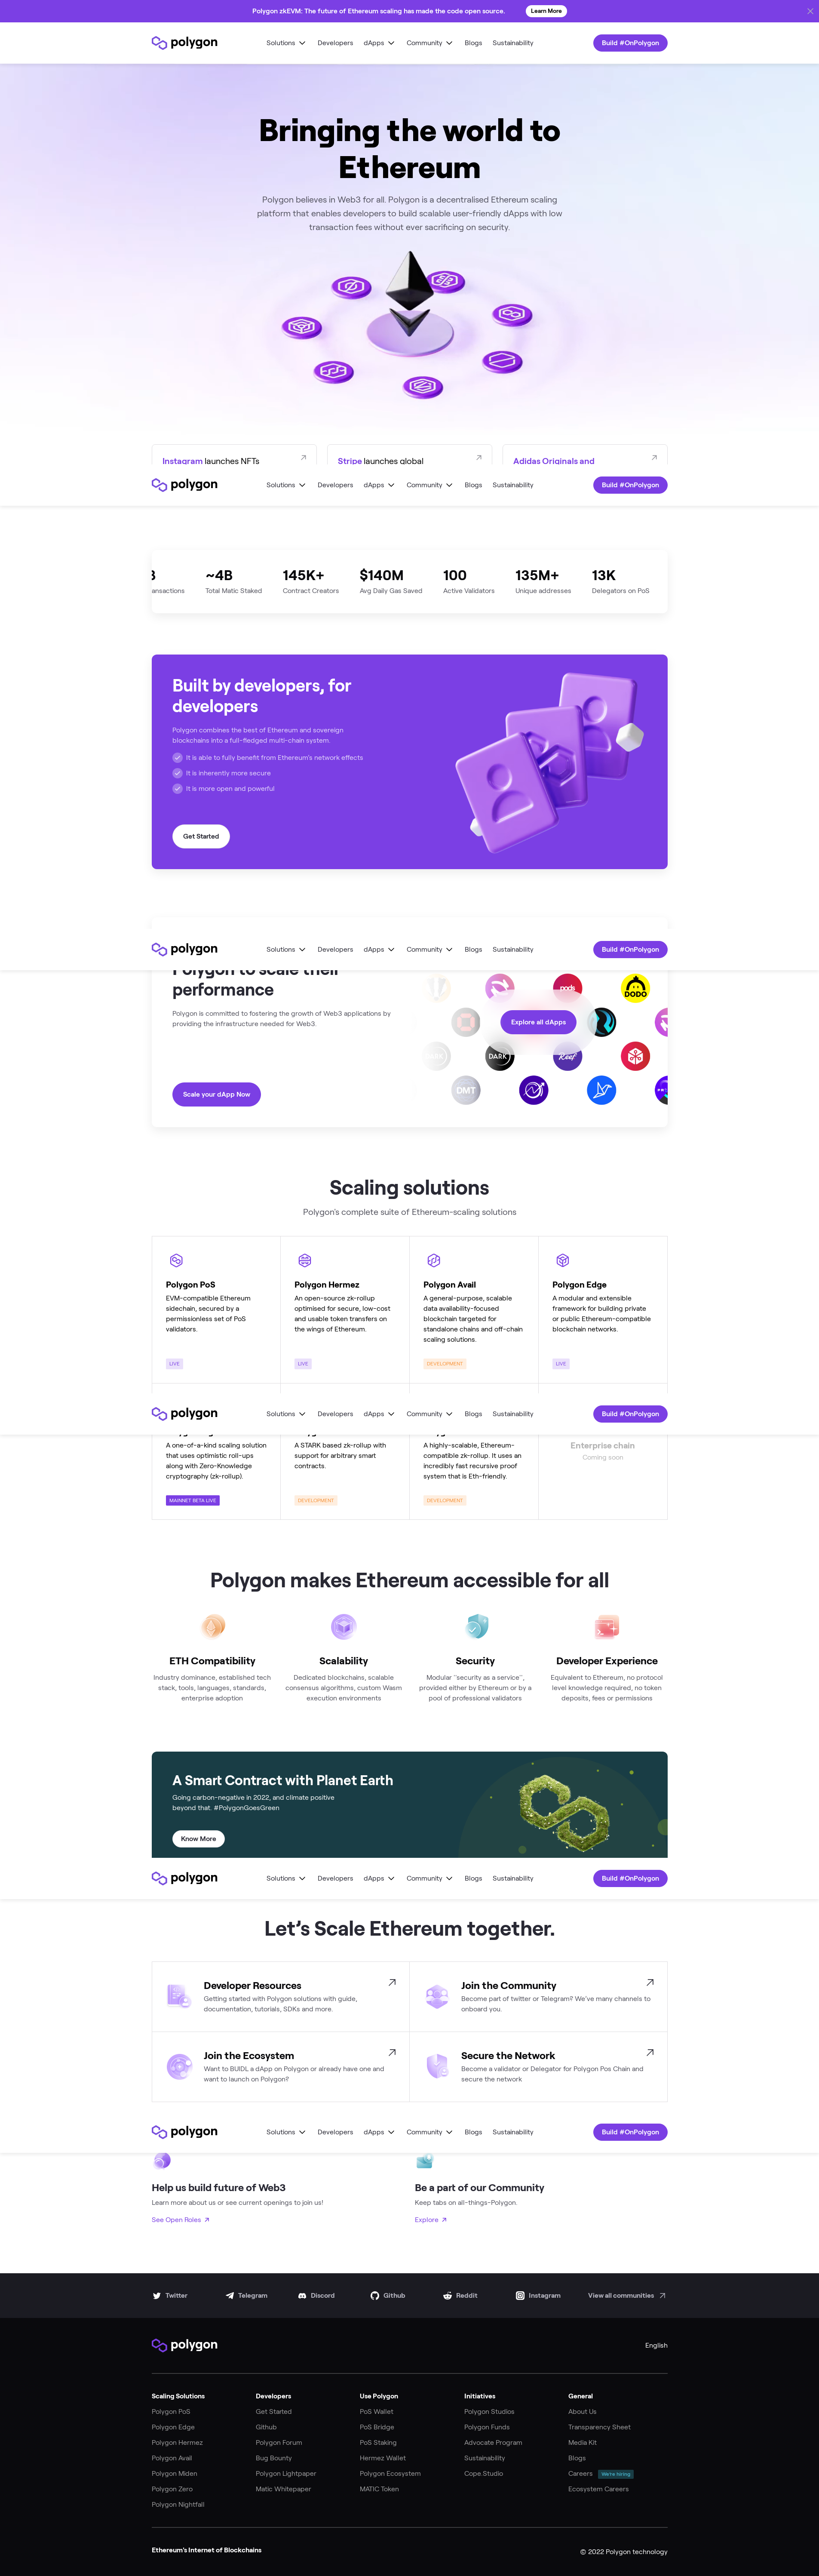 Polygon zkEVM: The future of Ethereum scaling has made the code open source. Learn More
polygon Solutions Developers dApps Community Blogs Sustainability Build #OnPolygon
Bringing the world to
Ethereum
Polygon believes in Web3 for all. Polygon is a decentralised Ethereum scaling
platform that enables developers to build scalable user-friendly dApps with low
transaction fees without ever sacrificing on security.
Instagram launches NFTs
Stripe launches global
Adidas Originals and
polygon Solutions Developers dApps Community Blogs Sustainability Build #OnPolygon
~4B 145K+ $140M 100 135M+ 13K
ansactions Total Matic Staked Contract Creators Avg Daily Gas Saved Active Validators Unique addresses Delegators on PoS
Built by developers, for
developers
Polygon combines the best of Ethereum and sovereign
blockchains into a full-fledged multi-chain system.
It is able to fully benefit from Ethereum's network effects
It is inherently more secure
It is more open and powerful
Get Started
polygon Solutions Developers dApps Community Blogs Sustainability Build #OnPolygon
Polygon to scale their
performance
Polygon is committed to fostering the growth of Web3 applications by
providing the infrastructure needed for Web3.
Scale your dApp Now
DODO
Explore all dApps
DARK
Reef
DMT
Scaling solutions
Polygon's complete suite of Ethereum-scaling solutions
Polygon PoS
EVM-compatible Ethereum
sidechain, secured by a
permissionless set of PoS
validators.
LIVE
Polygon Hermez
An open-source zk-rollup
optimised for secure, low-cost
and usable token transfers on
the wings of Ethereum.
LIVE
Polygon Avail
A general-purpose, scalable
data availability-focused
blockchain targeted for
standalone chains and off-chain
scaling solutions.
DEVELOPMENT
Polygon Edge
A modular and extensible
framework for building private
or public Ethereum-compatible
blockchain networks.
LIVE
polygon Solutions Developers dApps Community Blogs Sustainability Build #OnPolygon
A one-of-a-kind scaling solution
that uses optimistic roll-ups
along with Zero-Knowledge
cryptography (zk-rollup).
MAINNET BETA LIVE
A STARK based zk-rollup with
support for arbitrary smart
contracts.
DEVELOPMENT
A highly-scalable, Ethereum-
compatible zk-rollup. It uses an
incredibly fast recursive proof
system that is Eth-friendly.
DEVELOPMENT
Enterprise chain
Coming soon
Polygon makes Ethereum accessible for all
ETH Compatibility
Industry dominance, established tech
stack, tools, languages, standards,
enterprise adoption
Scalability
Dedicated blockchains, scalable
consensus algorithms, custom Wasm
execution environments
Security
Modular "security as a service",
provided either by Ethereum or by a
pool of professional validators
Developer Experience
Equivalent to Ethereum, no protocol
level knowledge required, no token
deposits, fees or permissions
A Smart Contract with Planet Earth
Going carbon-negative in 2022, and climate positive
beyond that. #PolygonGoesGreen
Know More
polygon Solutions Developers dApps Community Blogs Sustainability Build #OnPolygon
Let's Scale Ethereum together.
Developer Resources
Getting started with Polygon solutions with guide,
documentation, tutorials, SDKs and more.
Join the Community
Become part of twitter or Telegram? We've many channels to
onboard you.
Join the Ecosystem
Want to BUIDL a dApp on Polygon or already have one and
want to launch on Polygon?
Secure the Network
Become a validator or Delegator for Polygon Pos Chain and
secure the network
polygon Solutions Developers dApps Community Blogs Sustainability Build #OnPolygon
Help us build future of Web3
Learn more about us or see current openings to join us!
See Open Roles
Be a part of our Community
Keep tabs on all-things-Polygon.
Explore
Twitter Telegram Discord Github Reddit Instagram View all communities
polygon English
Scaling Solutions
Polygon PoS
Polygon Edge
Polygon Hermez
Polygon Avail
Polygon Miden
Polygon Zero
Polygon Nightfall
Developers
Get Started
Github
Polygon Forum
Bug Bounty
Polygon Lightpaper
Matic Whitepaper
Use Polygon
PoS Wallet
PoS Bridge
PoS Staking
Hermez Wallet
Polygon Ecosystem
MATIC Token
Initiatives
Polygon Studios
Polygon Funds
Advocate Program
Sustainability
Cope.Studio
General
About Us
Transparency Sheet
Media Kit
Blogs
Careers We're hiring
Ecosystem Careers
Ethereum's Internet of Blockchains
© 2022 Polygon technology